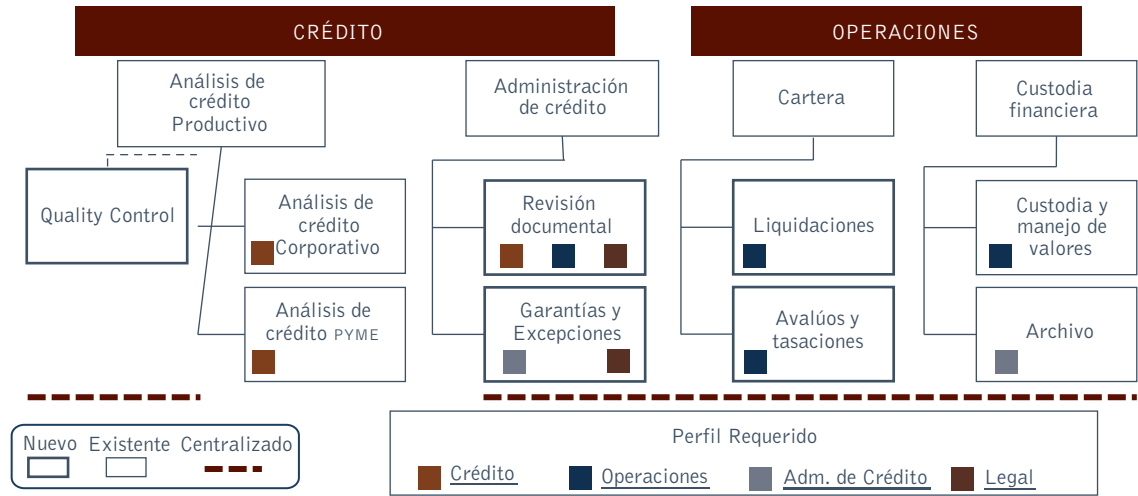 CRÉDITO
OPERACIONES
Análisis de
crédito
Productivo
Administración
de crédito
Cartera
Custodia
financiera
Quality Control
Análisis de
crédito
Corporativo
Revisión
documental
Liquidaciones
Custodia y
manejo de
valores
Análisis de
crédito PYME
Garantías y
Excepciones
Avalúos y
tasaciones
Archivo
Nuevo Existente Centralizado
Perfil Requerido
Crédito Operaciones Adm. de Crédito Legal